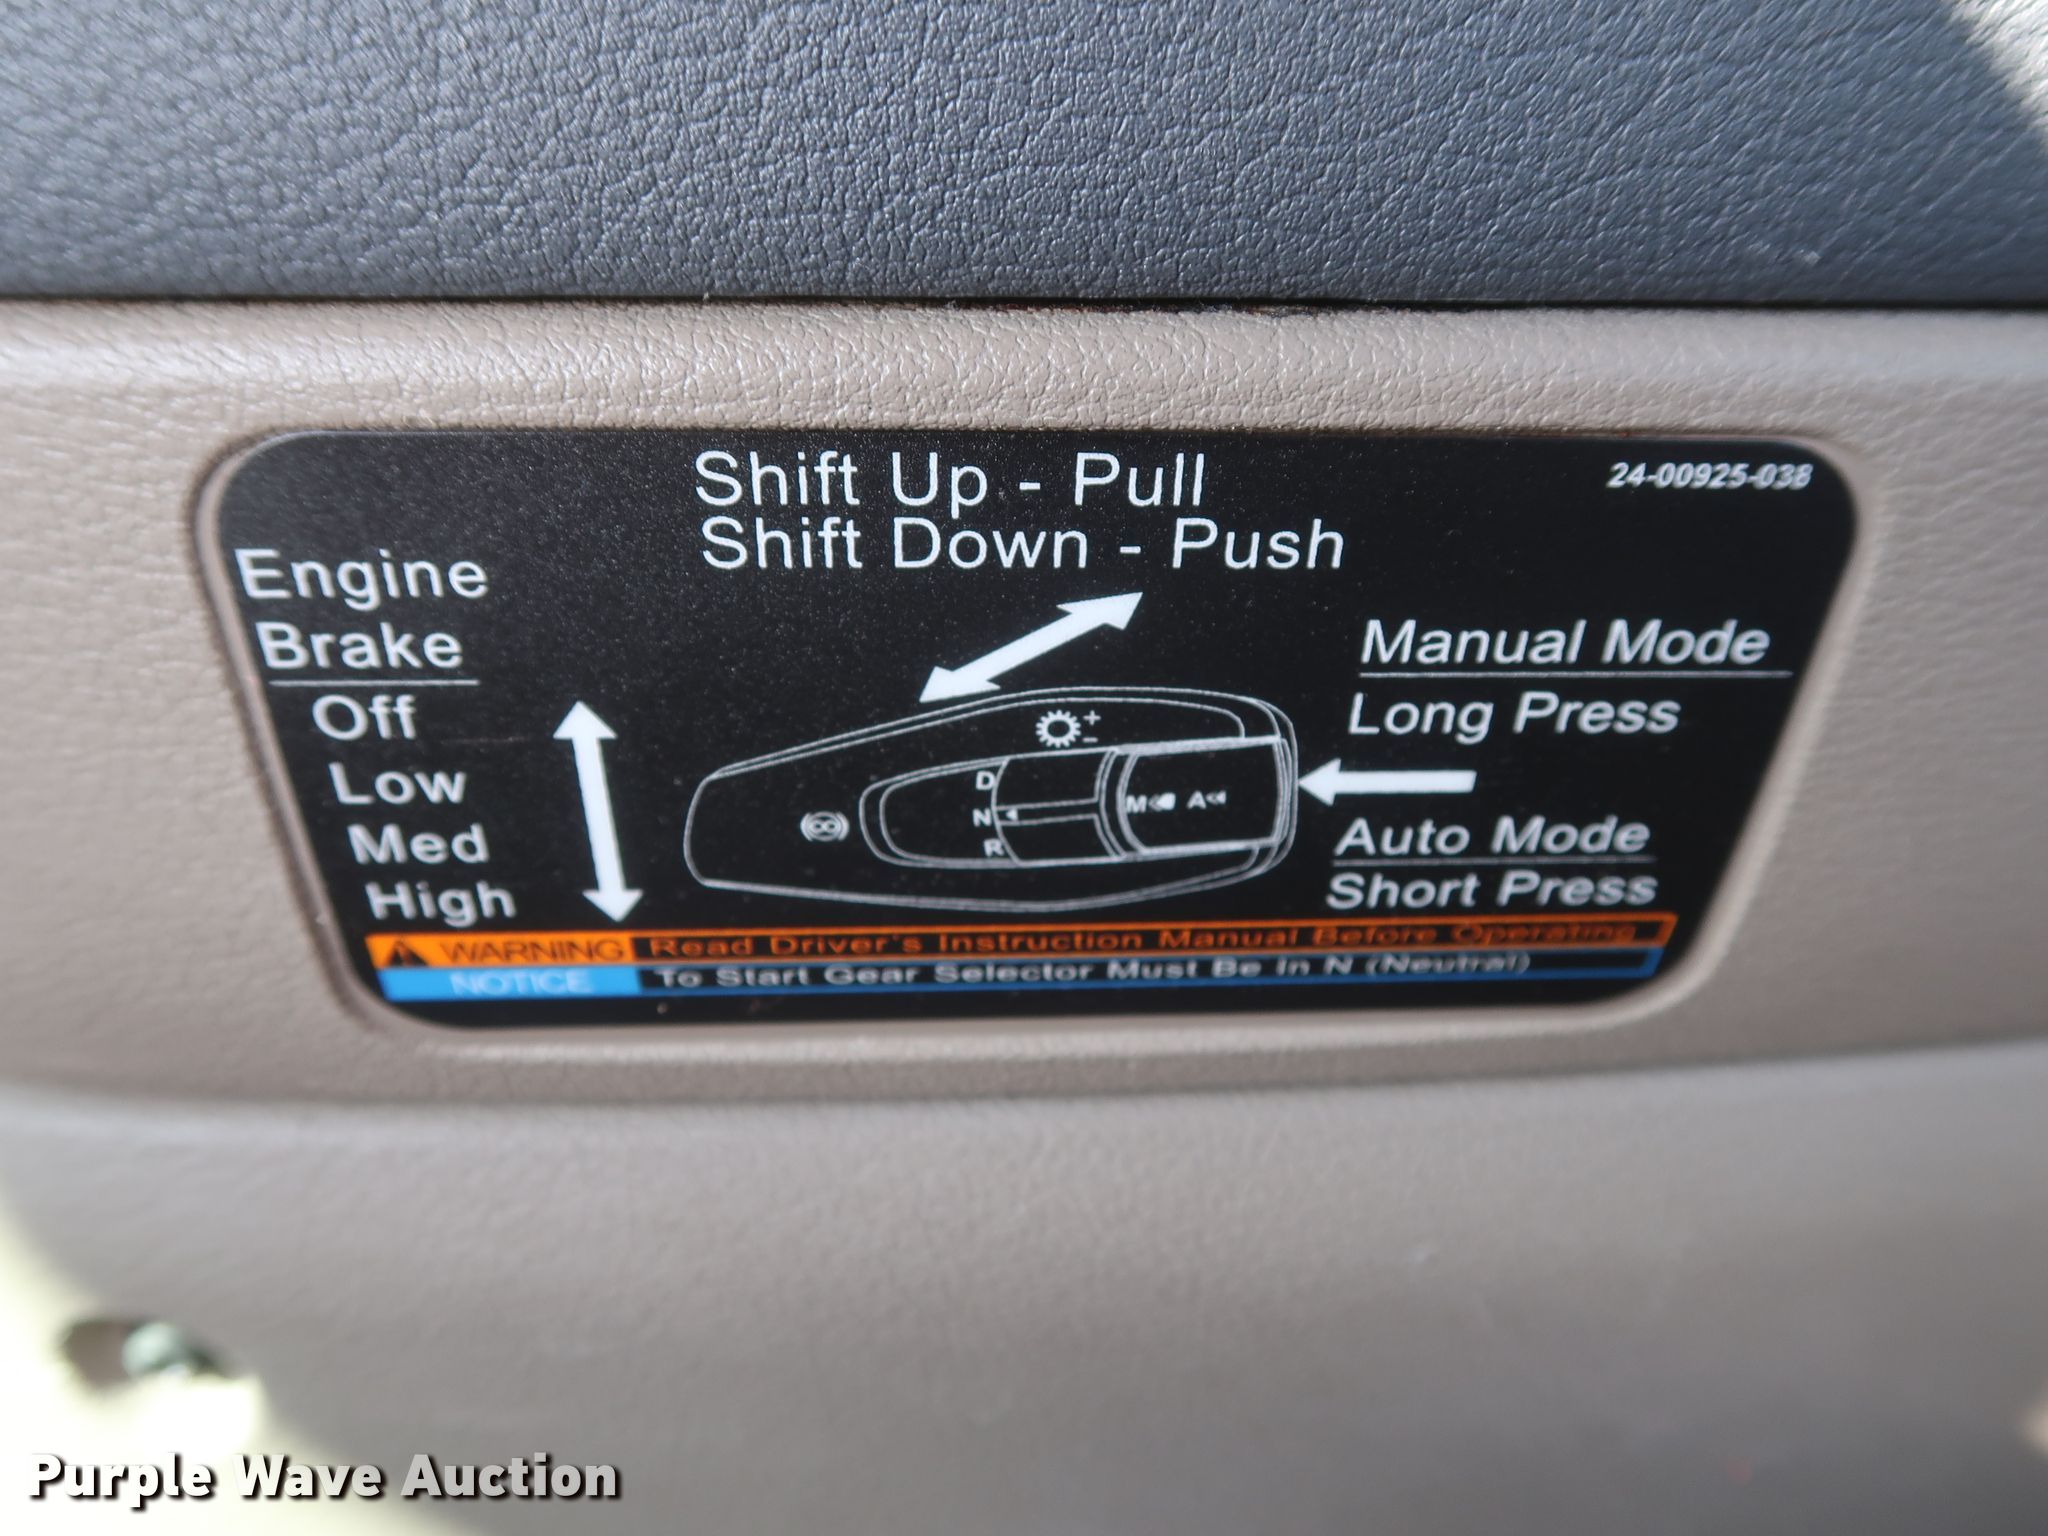 Shift Up - Pull
Shift Down - Push
24-00925-038
Engine
Brake
Off
Low
Med
High
+
-
D
N
R
M A
Manual Mode
Long Press
Auto Mode
Short Press
WARNING Read Driver's Instruction Manual Before Operating
NOTICE To Start Gear Selector Must Be In N (Neutral)
Purple Wave Auction